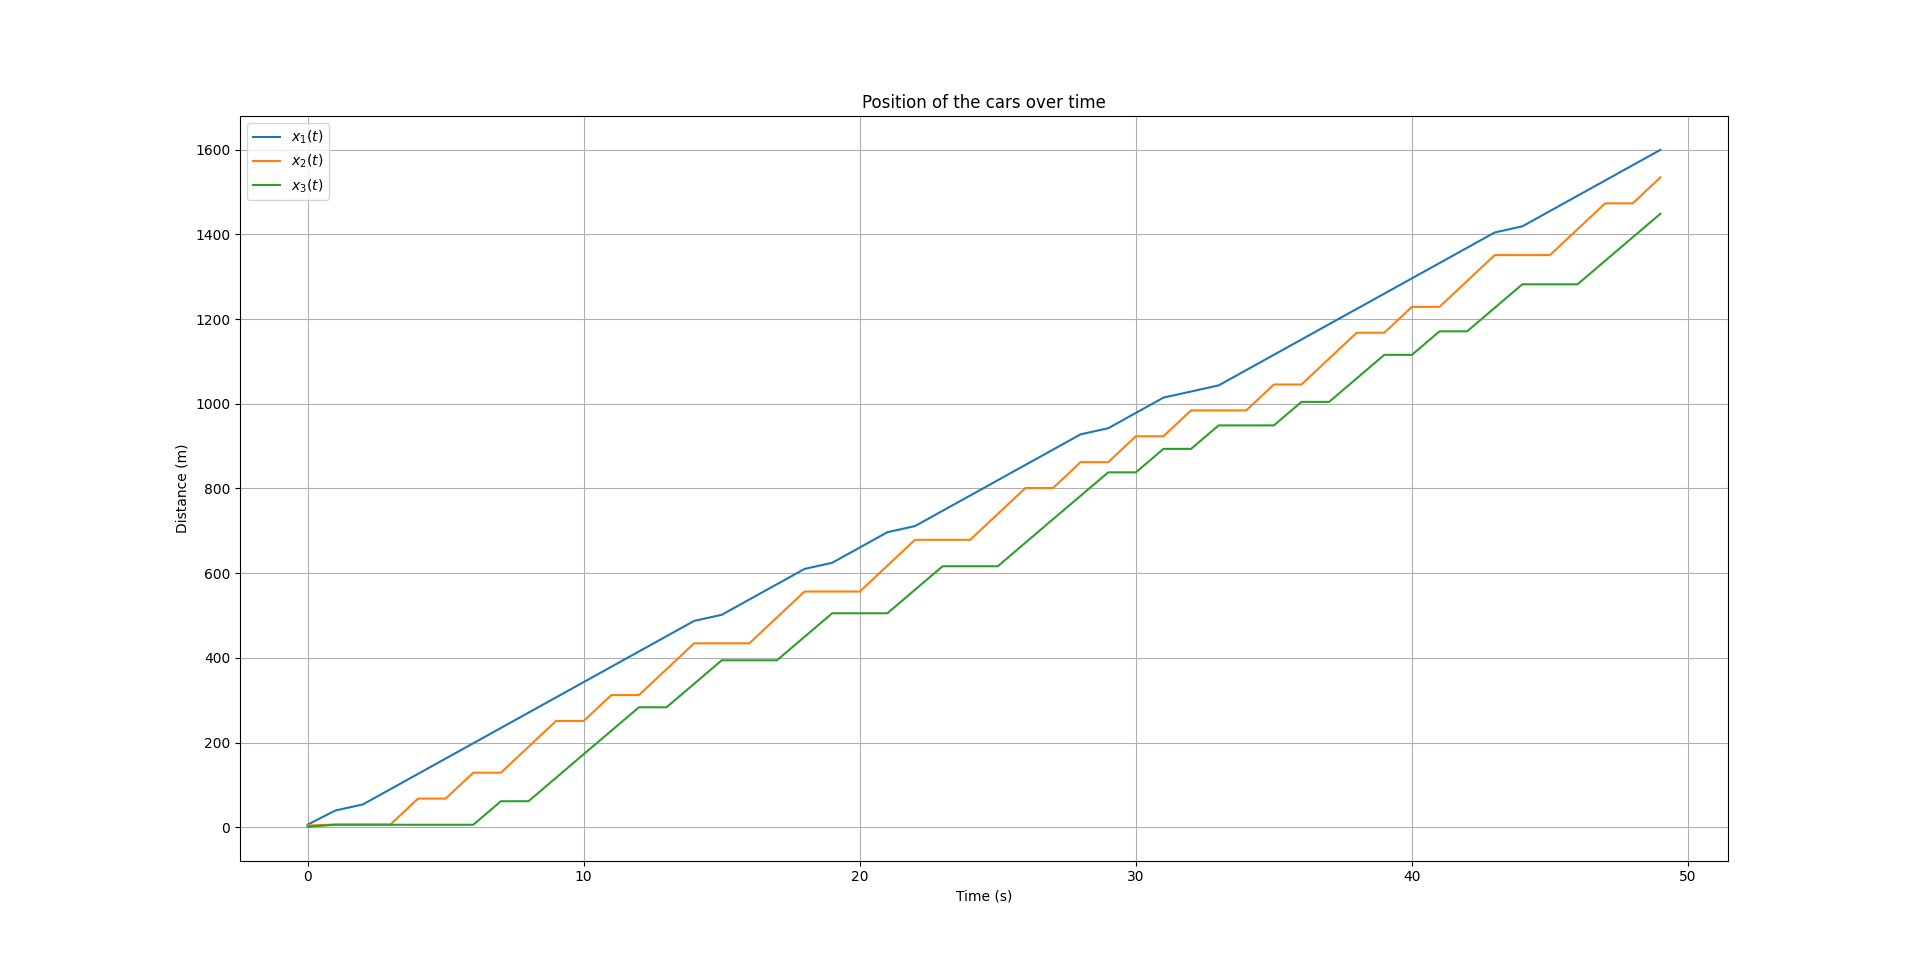 Position of the cars over time
x₁(t)
x₂(t)
x₃(t)
1600
1400
1200
1000
800
600
400
200
0
Distance (m)
0 10 20 30 40 50
Time (s)